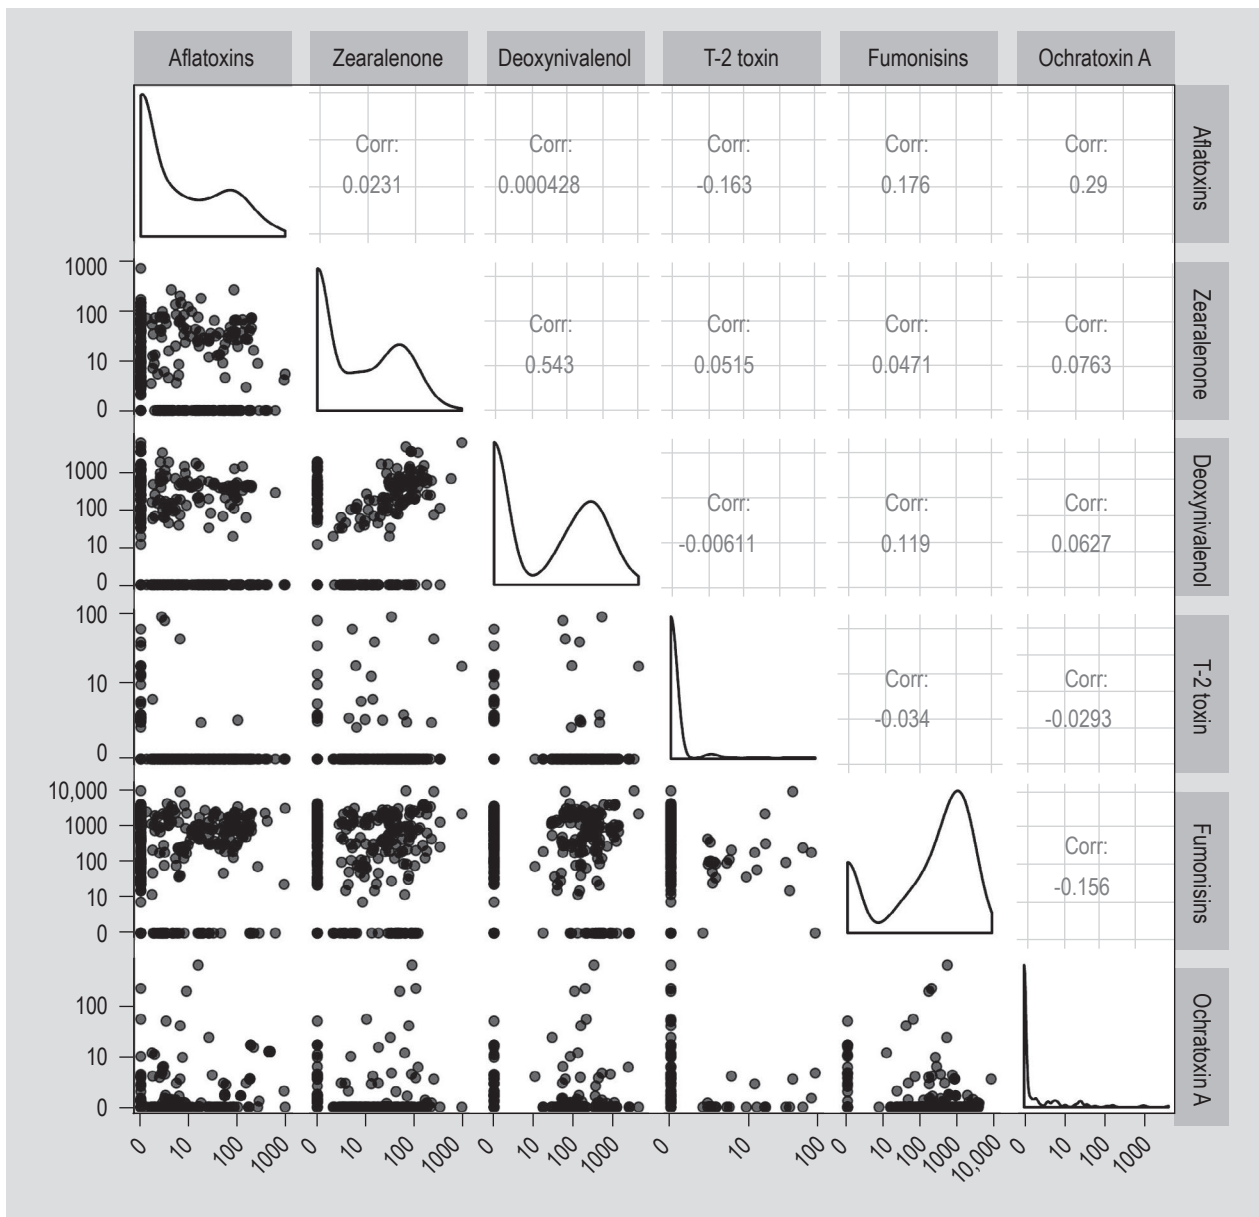 Aflatoxins Zearalenone Deoxynivalenol T-2 toxin Fumonisins Ochratoxin A
Corr: Corr: Corr: Corr: Corr:
0.0231 0.000428 -0.163 0.176 0.29
Aflatoxins
1000
100
10
0
Corr: Corr: Corr: Corr:
0.543 0.0515 0.0471 0.0763
Zearalenone
1000
100
10
0
Corr: Corr: Corr:
-0.00611 0.119 0.0627
Deoxynivalenol
100
10
0
Corr: Corr:
-0.034 -0.0293
T-2 toxin
10,000
1000
100
10
0
Corr:
-0.156
Fumonisins
100
10
0
Ochratoxin A
0 10 100 1000 0 10 100 1000 0 10 100 1000 0 10 100 0 10 100 1000 10,000 0 10 100 1000